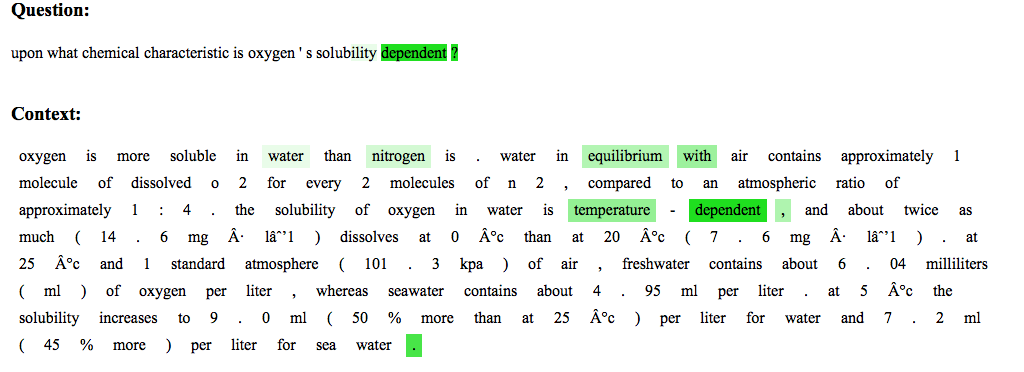 Question:
upon what chemical characteristic is oxygen ' s solubility dependent ?
Context:
oxygen is more soluble in water than nitrogen is . water in equilibrium with air contains approximately 1
molecule of dissolved o 2 for every 2 molecules of n 2 , compared to an atmospheric ratio of
approximately 1 : 4 . the solubility of oxygen in water is temperature - dependent , and about twice as
much ( 14 . 6 mg Â· lâˆ’1 ) dissolves at 0 Â°c than at 20 Â°c ( 7 . 6 mg Â· lâˆ’1 ) . at
25 Â°c and 1 standard atmosphere ( 101 . 3 kpa ) of air , freshwater contains about 6 . 04 milliliters
( ml ) of oxygen per liter , whereas seawater contains about 4 . 95 ml per liter . at 5 Â°c the
solubility increases to 9 . 0 ml ( 50 % more than at 25 Â°c ) per liter for water and 7 . 2 ml
( 45 % more ) per liter for sea water .